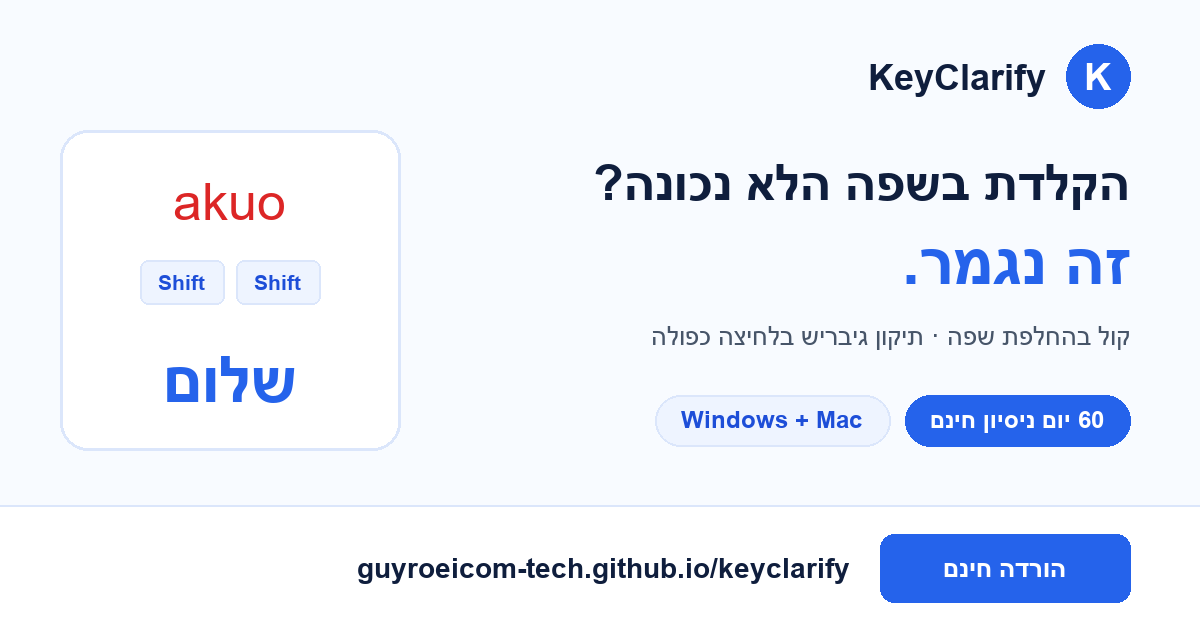 KeyClarify K
הקלדת בשפה הלא נכונה?
זה נגמר.
קול בהחלפת שפה · תיקון גיבריש בלחיצה כפולה
60 יום ניסיון חינם
Windows + Mac
akuo
Shift Shift
שלום
הורדה חינם
guyroeicom-tech.github.io/keyclarify